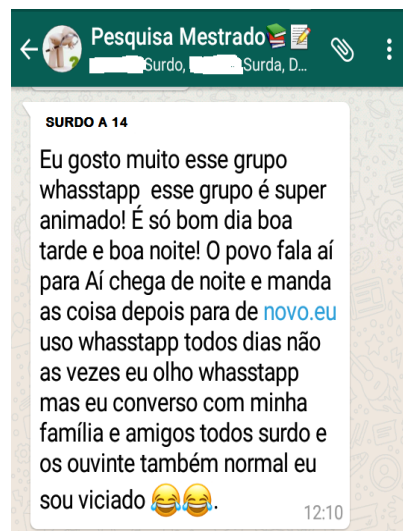 Pesquisa Mestrado📚📝
Surdo, Surda, D...
SURDO A 14
Eu gosto muito esse grupo
whasstapp esse grupo é super
animado! É só bom dia boa
tarde e boa noite! O povo fala aí
para Aí chega de noite e manda
as coisa depois para de novo.eu
uso whasstapp todos dias não
as vezes eu olho whasstapp
mas eu converso com minha
família e amigos todos surdo e
os ouvinte também normal eu
sou viciado 😂😂.
12:10